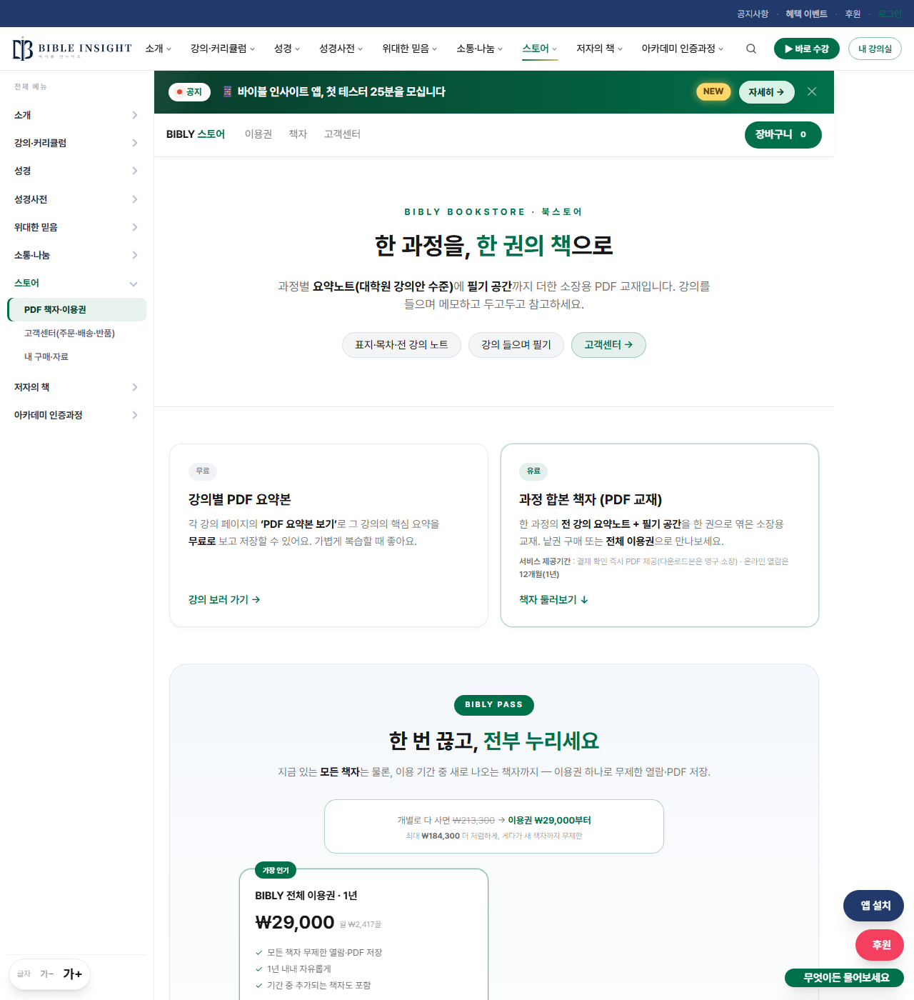 공지사항 · 혜택 이벤트 · 후원 · 로그인
BIBLE INSIGHT
바이블 인사이트
소개 강의·커리큘럼 성경 성경사전 위대한 믿음 소통·나눔 스토어 저자의 책 아카데미 인증과정
▶ 바로 수강
내 강의실
전체 메뉴
소개
강의·커리큘럼
성경
성경사전
위대한 믿음
소통·나눔
스토어
PDF 책자·이용권
고객센터(주문·배송·반품)
내 구매·자료
저자의 책
아카데미 인증과정
글자 가− 가+
공지 바이블 인사이트 앱, 첫 테스터 25분을 모십니다 NEW 자세히 →
BIBLY 스토어 이용권 책자 고객센터 장바구니 0
BIBLY BOOKSTORE · 북스토어
한 과정을, 한 권의 책으로
과정별 요약노트(대학원 강의안 수준)에 필기 공간까지 더한 소장용 PDF 교재입니다. 강의를
들으며 메모하고 두고두고 참고하세요.
표지·목차·전 강의 노트
강의 들으며 필기
고객센터 →
무료
강의별 PDF 요약본
각 강의 페이지의 ‘PDF 요약본 보기’로 그 강의의 핵심 요약을
무료로 보고 저장할 수 있어요. 가볍게 복습할 때 좋아요.
강의 보러 가기 →
유료
과정 합본 책자 (PDF 교재)
한 과정의 전 강의 요약노트 + 필기 공간을 한 권으로 엮은 소장용
교재. 낱권 구매 또는 전체 이용권으로 만나보세요.
서비스 제공기간 : 결제 확인 즉시 PDF 제공(다운로드본은 영구 소장) · 온라인 열람은
12개월(1년)
책자 둘러보기 ↓
BIBLY PASS
한 번 끊고, 전부 누리세요
지금 있는 모든 책자는 물론, 이용 기간 중 새로 나오는 책자까지 — 이용권 하나로 무제한 열람·PDF 저장.
개별로 다 사면 ₩213,300 → 이용권 ₩29,000부터
최대 ₩184,300 더 저렴하게, 게다가 새 책자까지 무제한
가장 인기
BIBLY 전체 이용권 · 1년
₩29,000 월 ₩2,417꼴
✓ 모든 책자 무제한 열람·PDF 저장
✓ 1년 내내 자유롭게
✓ 기간 중 추가되는 책자도 포함
앱 설치
후원
무엇이든 물어보세요